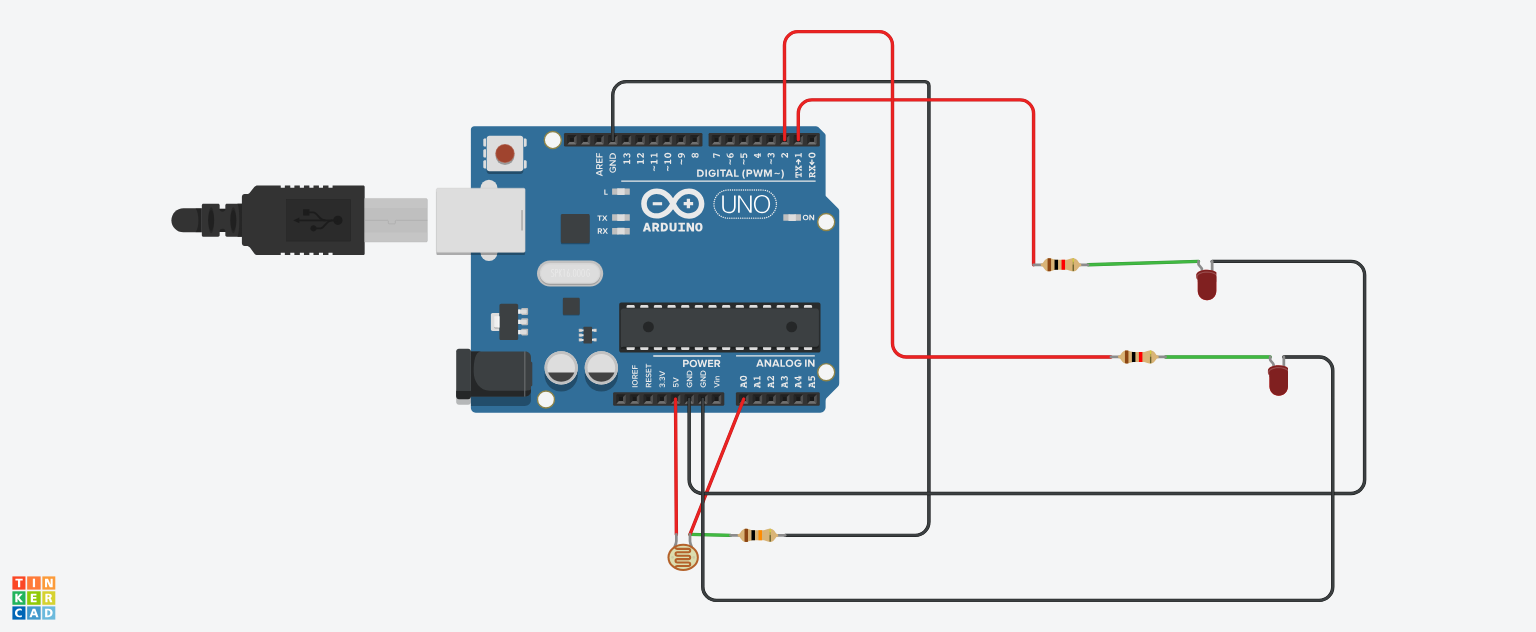 AREF
GND
13
12
~11
~10
~9
8
7
~6
~5
4
~3
2
TX→1
RX←0
DIGITAL (PWM~)
L
TX
RX
ARDUINO
UNO
ON
POWER
ANALOG IN
IOREF
RESET
3.3V
5V
GND
GND
Vin
A0
A1
A2
A3
A4
A5
TIN
KER
CAD